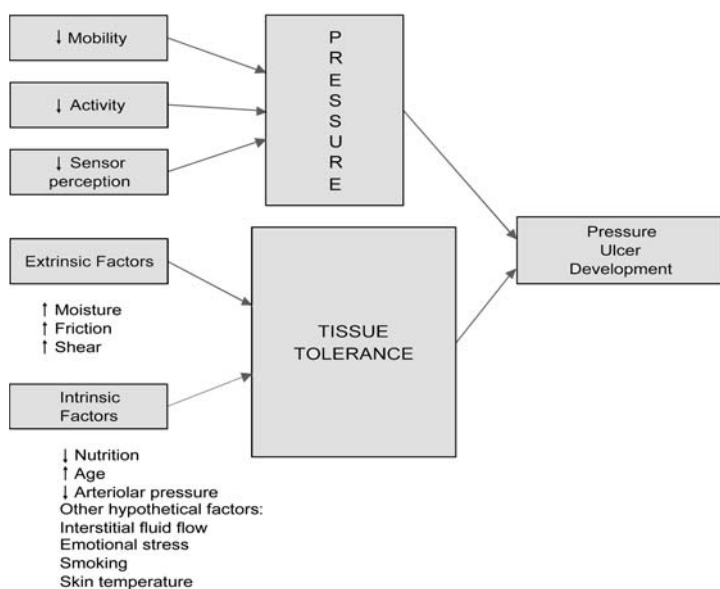 ↓ Mobility
↓ Activity
↓ Sensor
perception
P
R
E
S
S
U
R
E
Extrinsic Factors
↑ Moisture
↑ Friction
↑ Shear
Intrinsic
Factors
↓ Nutrition
↑ Age
↓ Arteriolar pressure
Other hypothetical factors:
Interstitial fluid flow
Emotional stress
Smoking
Skin temperature
TISSUE
TOLERANCE
Pressure
Ulcer
Development